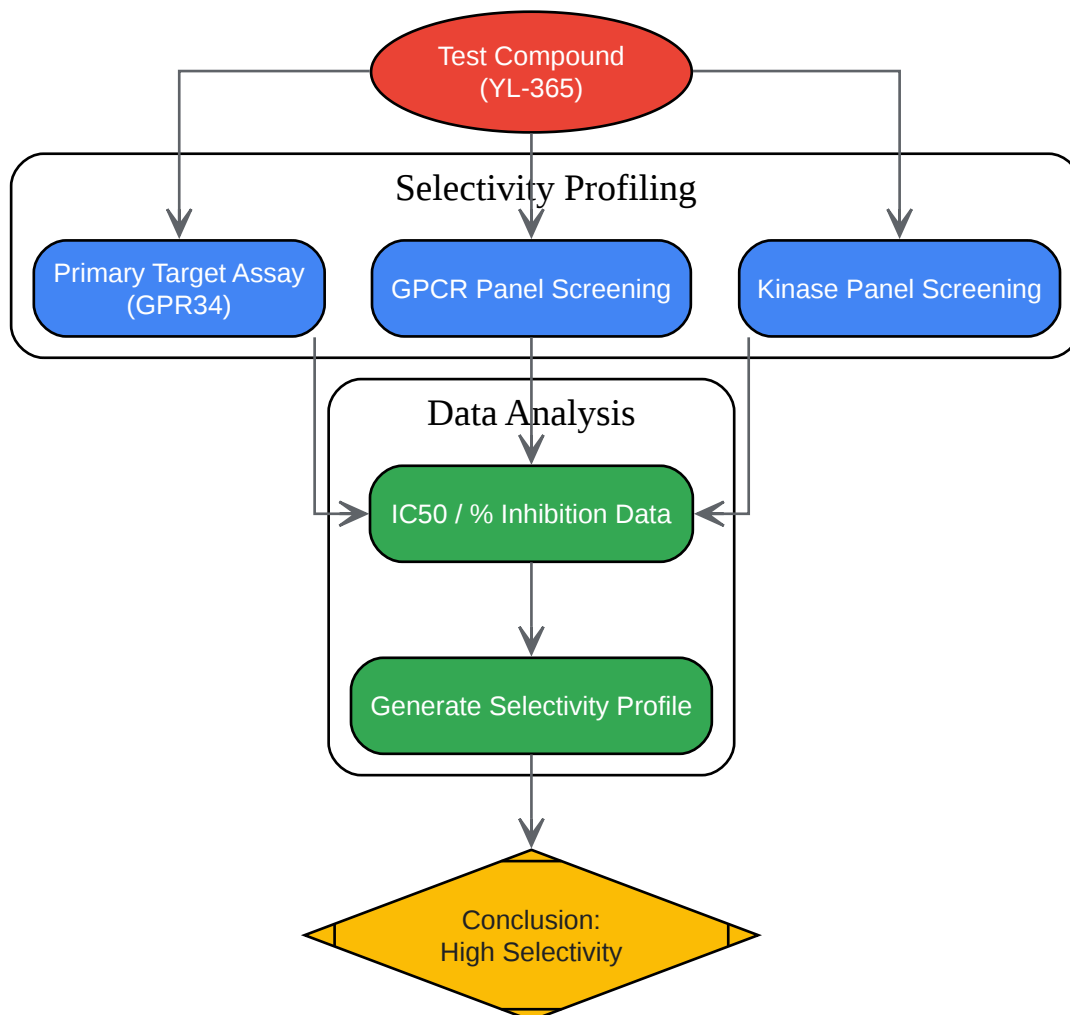 Test Compound
(YL-365)
Selectivity Profiling
Primary Target Assay
(GPR34)
GPCR Panel Screening
Kinase Panel Screening
Data Analysis
IC50 / % Inhibition Data
Generate Selectivity Profile
Conclusion:
High Selectivity